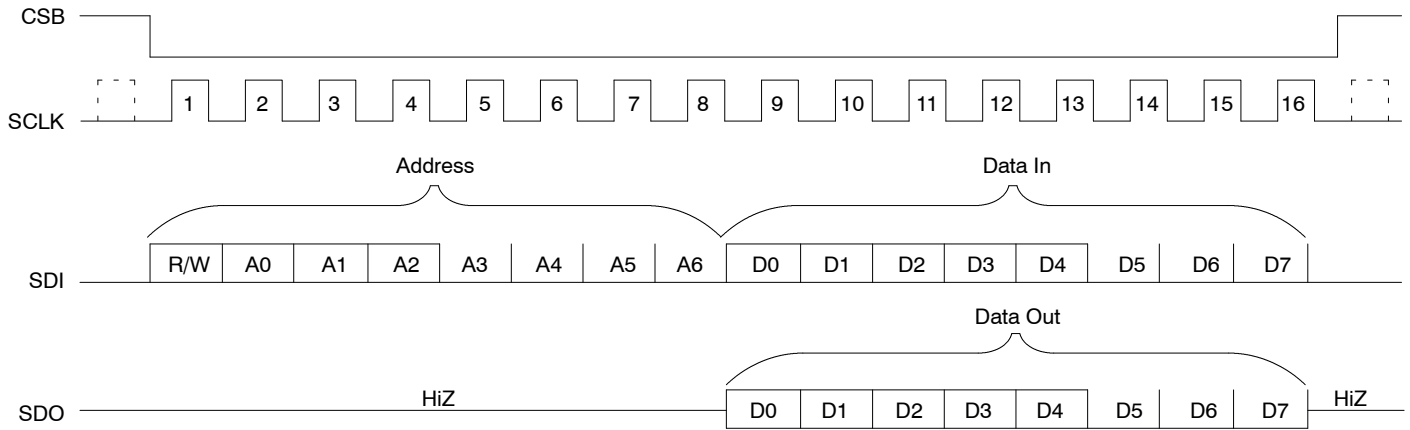 CSB
SCLK 1 2 3 4 5 6 7 8 9 10 11 12 13 14 15 16
Address Data In
SDI R/W A0 A1 A2 A3 A4 A5 A6 D0 D1 D2 D3 D4 D5 D6 D7
Data Out
SDO HiZ D0 D1 D2 D3 D4 D5 D6 D7 HiZ